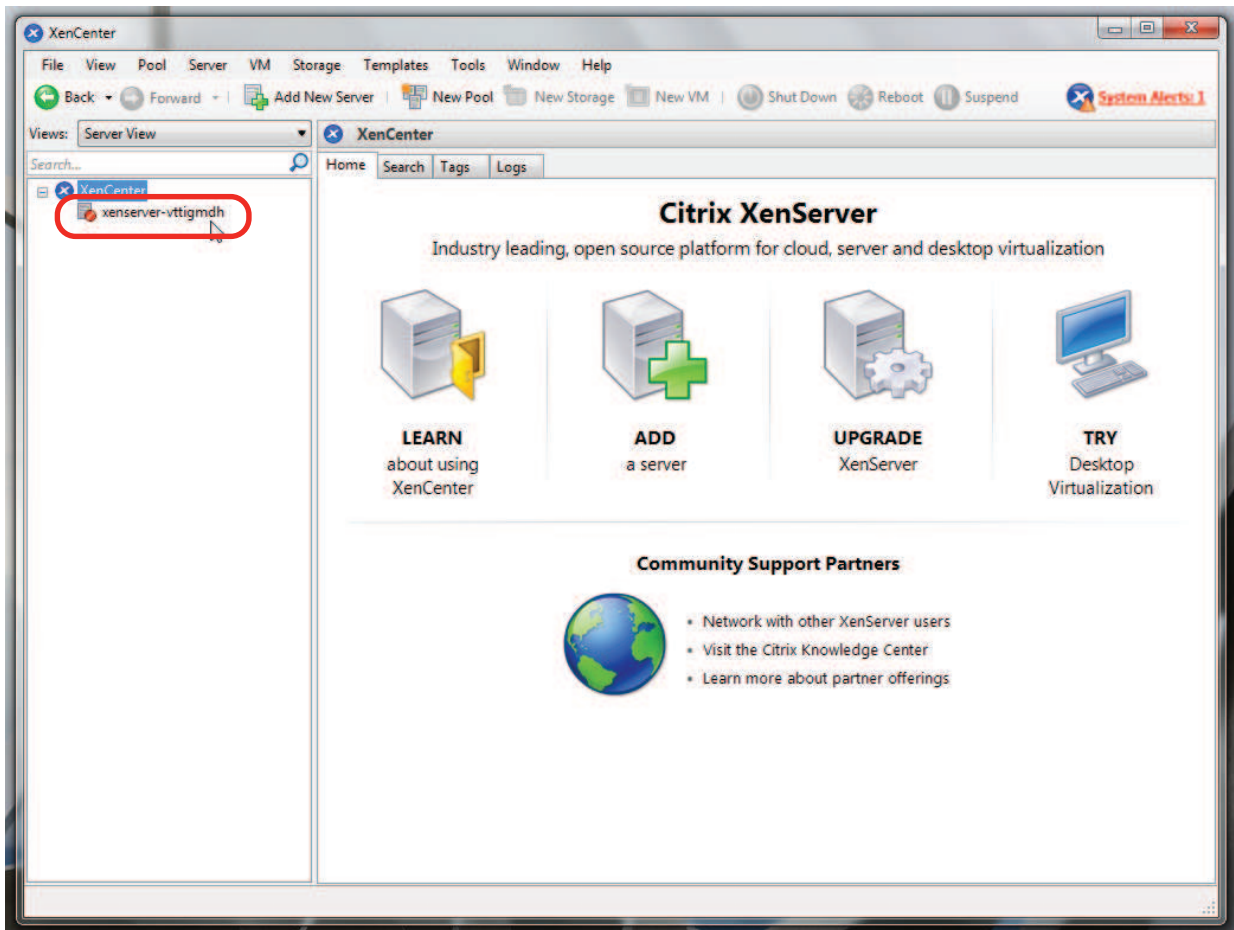 XenCenter
File View Pool Server VM Storage Templates Tools Window Help
Back Forward Add New Server New Pool New Storage New VM Shut Down Reboot Suspend System Alerts: 1
Views: Server View
XenCenter
Search...
Home Search Tags Logs
XenCenter
xenserver-vttigmdh
Citrix XenServer
Industry leading, open source platform for cloud, server and desktop virtualization
LEARN
about using
XenCenter
ADD
a server
UPGRADE
XenServer
TRY
Desktop
Virtualization
Community Support Partners
• Network with other XenServer users
• Visit the Citrix Knowledge Center
• Learn more about partner offerings